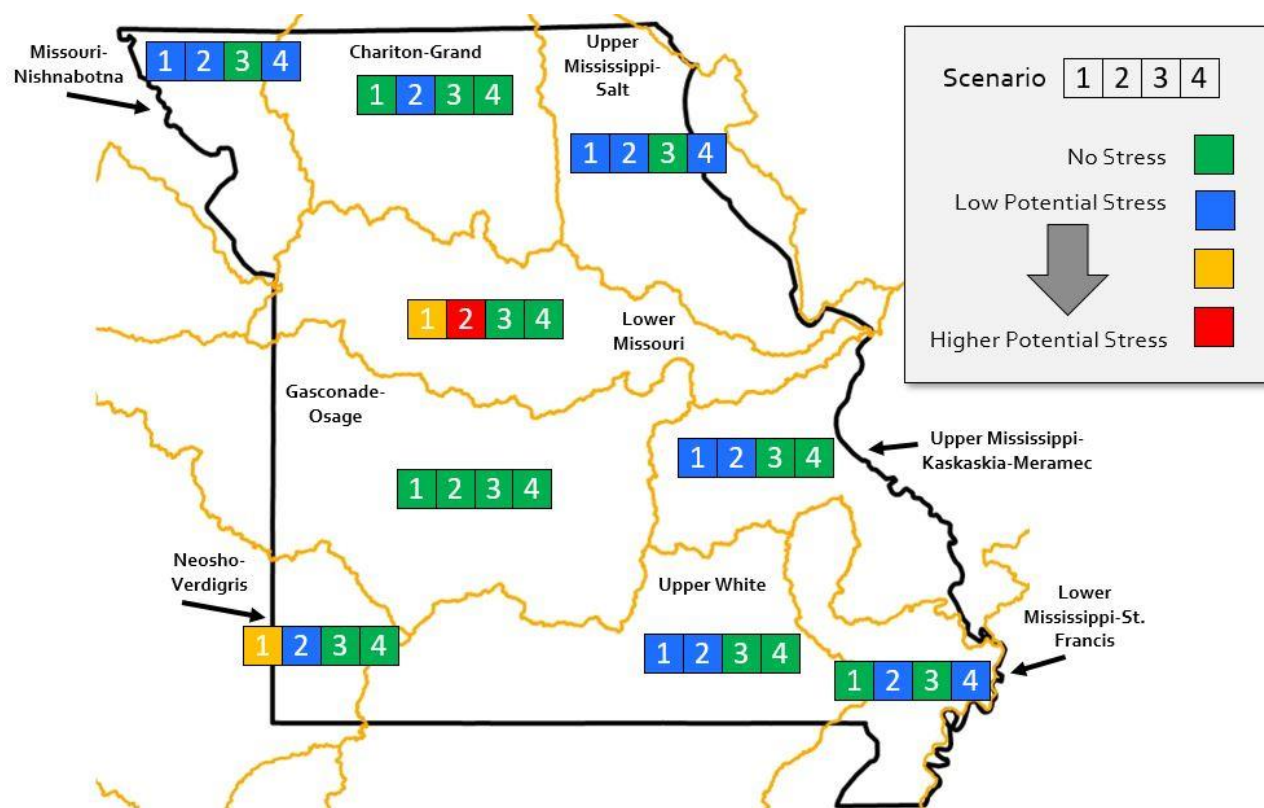 Missouri-
Nishnabotna
1 2 3 4
Chariton-Grand
1 2 3 4
Upper
Mississippi-
Salt
1 2 3 4
Scenario 1 2 3 4
No Stress
Low Potential Stress
Higher Potential Stress
1 2 3 4
Lower
Missouri
Gasconade-
Osage
1 2 3 4
1 2 3 4
Upper Mississippi-
Kaskaskia-Meramec
Neosho-
Verdigris
1 2 3 4
Upper White
1 2 3 4
Lower
Mississippi-St.
Francis
1 2 3 4